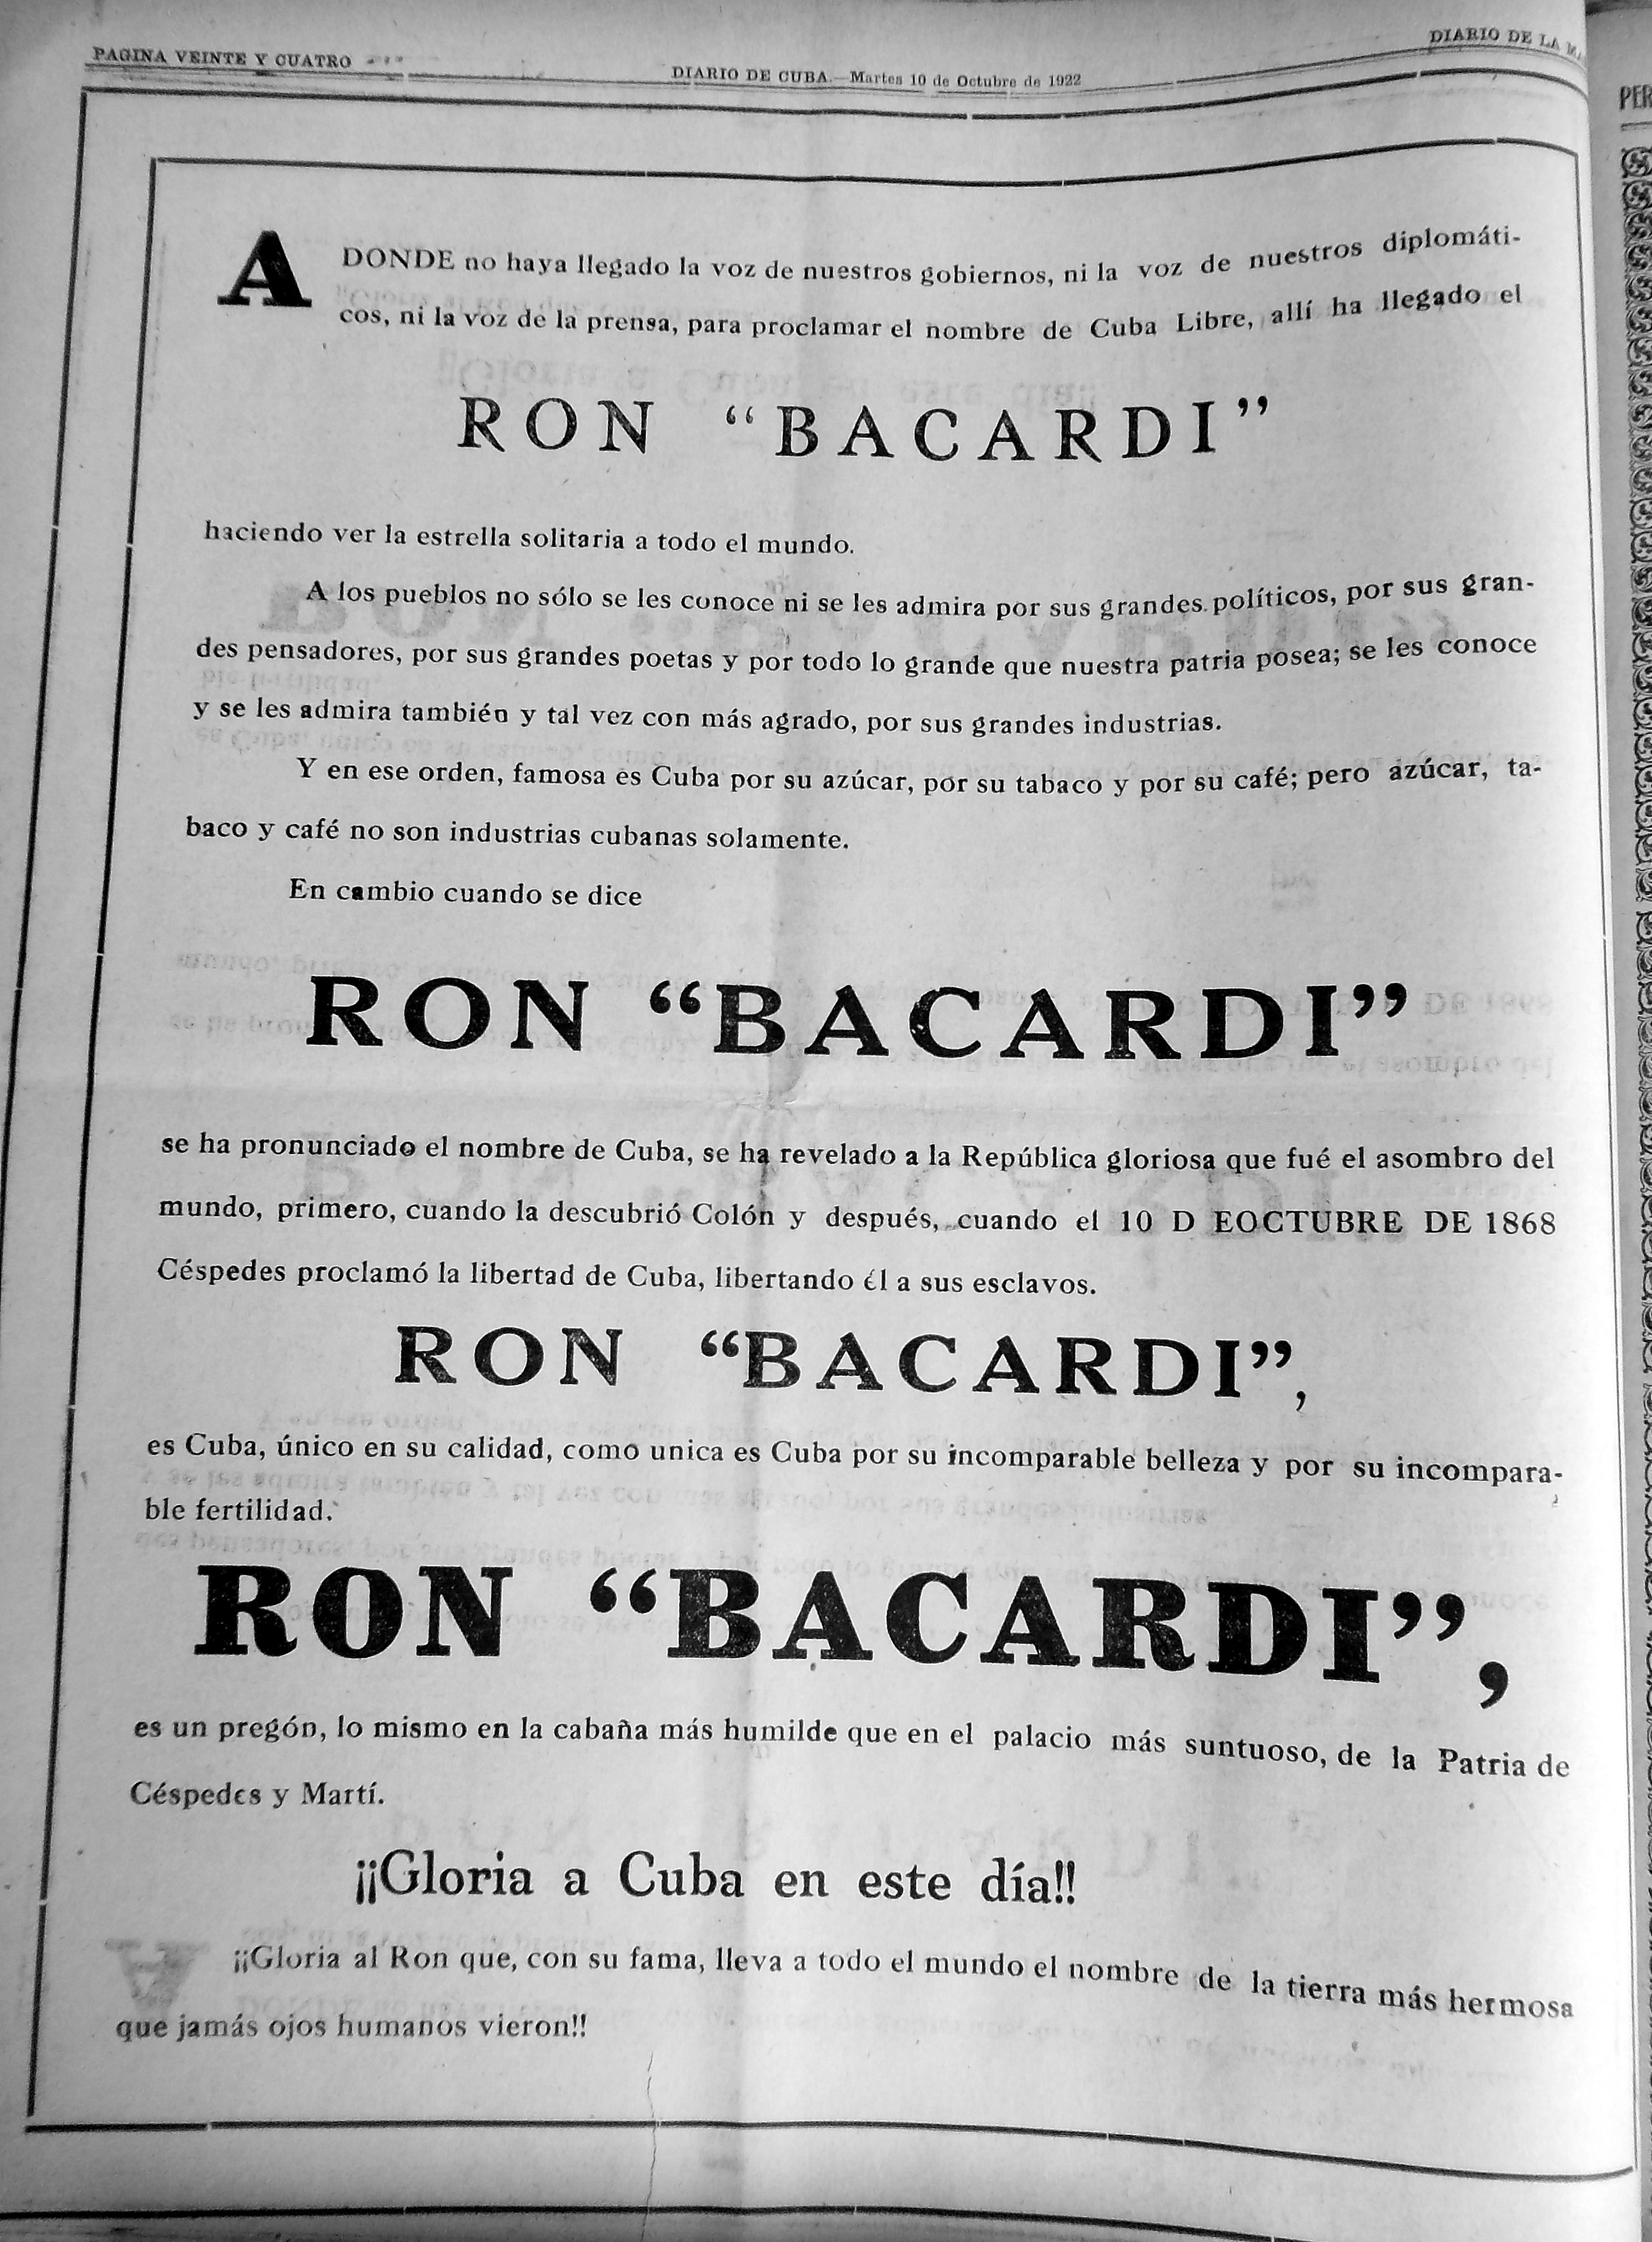 PAGINA VEINTE Y CUATRO
DIARIO DE CUBA.—Martes 10 de Octubre de 1922
DIARIO DE LA
A DONDE no haya llegado la voz de nuestros gobiernos, ni la voz de nuestros diplomáti-
cos, ni la voz de la prensa, para proclamar el nombre de Cuba Libre, allí ha llegado el
RON “BACARDI”
haciendo ver la estrella solitaria a todo el mundo.
A los pueblos no sólo se les conoce ni se les admira por sus grandes políticos, por sus gran-
des pensadores, por sus grandes poetas y por todo lo grande que nuestra patria posea; se les conoce
y se les admira también y tal vez con más agrado, por sus grandes industrias.
Y en ese orden, famosa es Cuba por su azúcar, por su tabaco y por su café; pero azúcar, ta-
baco y café no son industrias cubanas solamente.
En cambio cuando se dice
RON “BACARDI”
se ha pronunciado el nombre de Cuba, se ha revelado a la República gloriosa que fué el asombro del
mundo, primero, cuando la descubrió Colón y después, cuando el 10 D EOCTUBRE DE 1868
Céspedes proclamó la libertad de Cuba, libertando él a sus esclavos.
RON “BACARDI”,
es Cuba, único en su calidad, como unica es Cuba por su incomparable belleza y por su incompara-
ble fertilidad.
RON “BACARDI”,
es un pregón, lo mismo en la cabaña más humilde que en el palacio más suntuoso, de la Patria de
Céspedes y Martí.
¡¡Gloria a Cuba en este día!!
¡¡Gloria al Ron que, con su fama, lleva a todo el mundo el nombre de la tierra más hermosa
que jamás ojos humanos vieron!!
PER